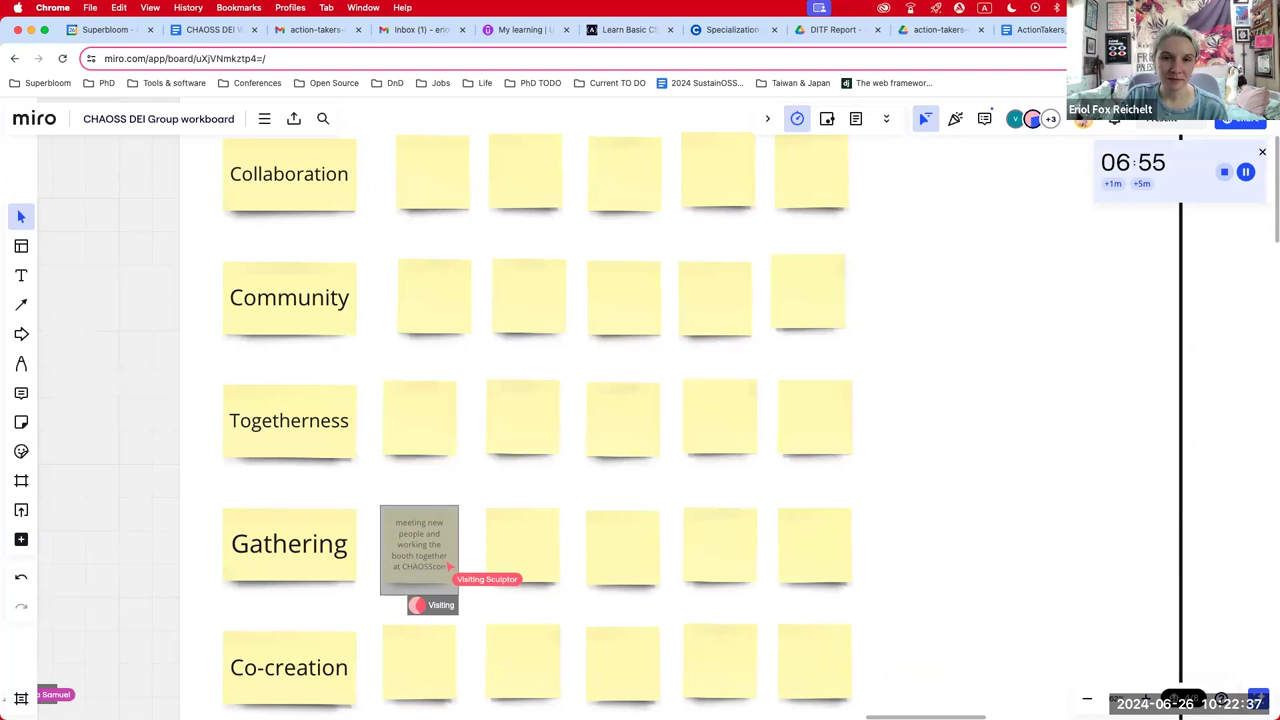 Chrome File Edit View History Bookmarks Profiles Tab Window Help
Superbloom - CHAOSS DEI W action-takers- Inbox (1) - erio My learning | U Learn Basic CS Specialization DITF Report - action-takers- ActionTakers
miro.com/app/board/uXjVNmkztp4=/
Superbloom PhD Tools & software Conferences Open Source DnD Jobs Life PhD TODO Current TO DO 2024 SustainOSS... Taiwan & Japan The web framewor...
Eriol Fox Reichelt
miro CHAOSS DEI Group workboard
V +3
06:55
+1m +5m
Collaboration
Community
Togetherness
Gathering
meeting new
people and
working the
booth together
at CHAOSScon
Visiting Sculptor
Visiting
Co-creation
a Samuel
2024-06-26 10:22:37